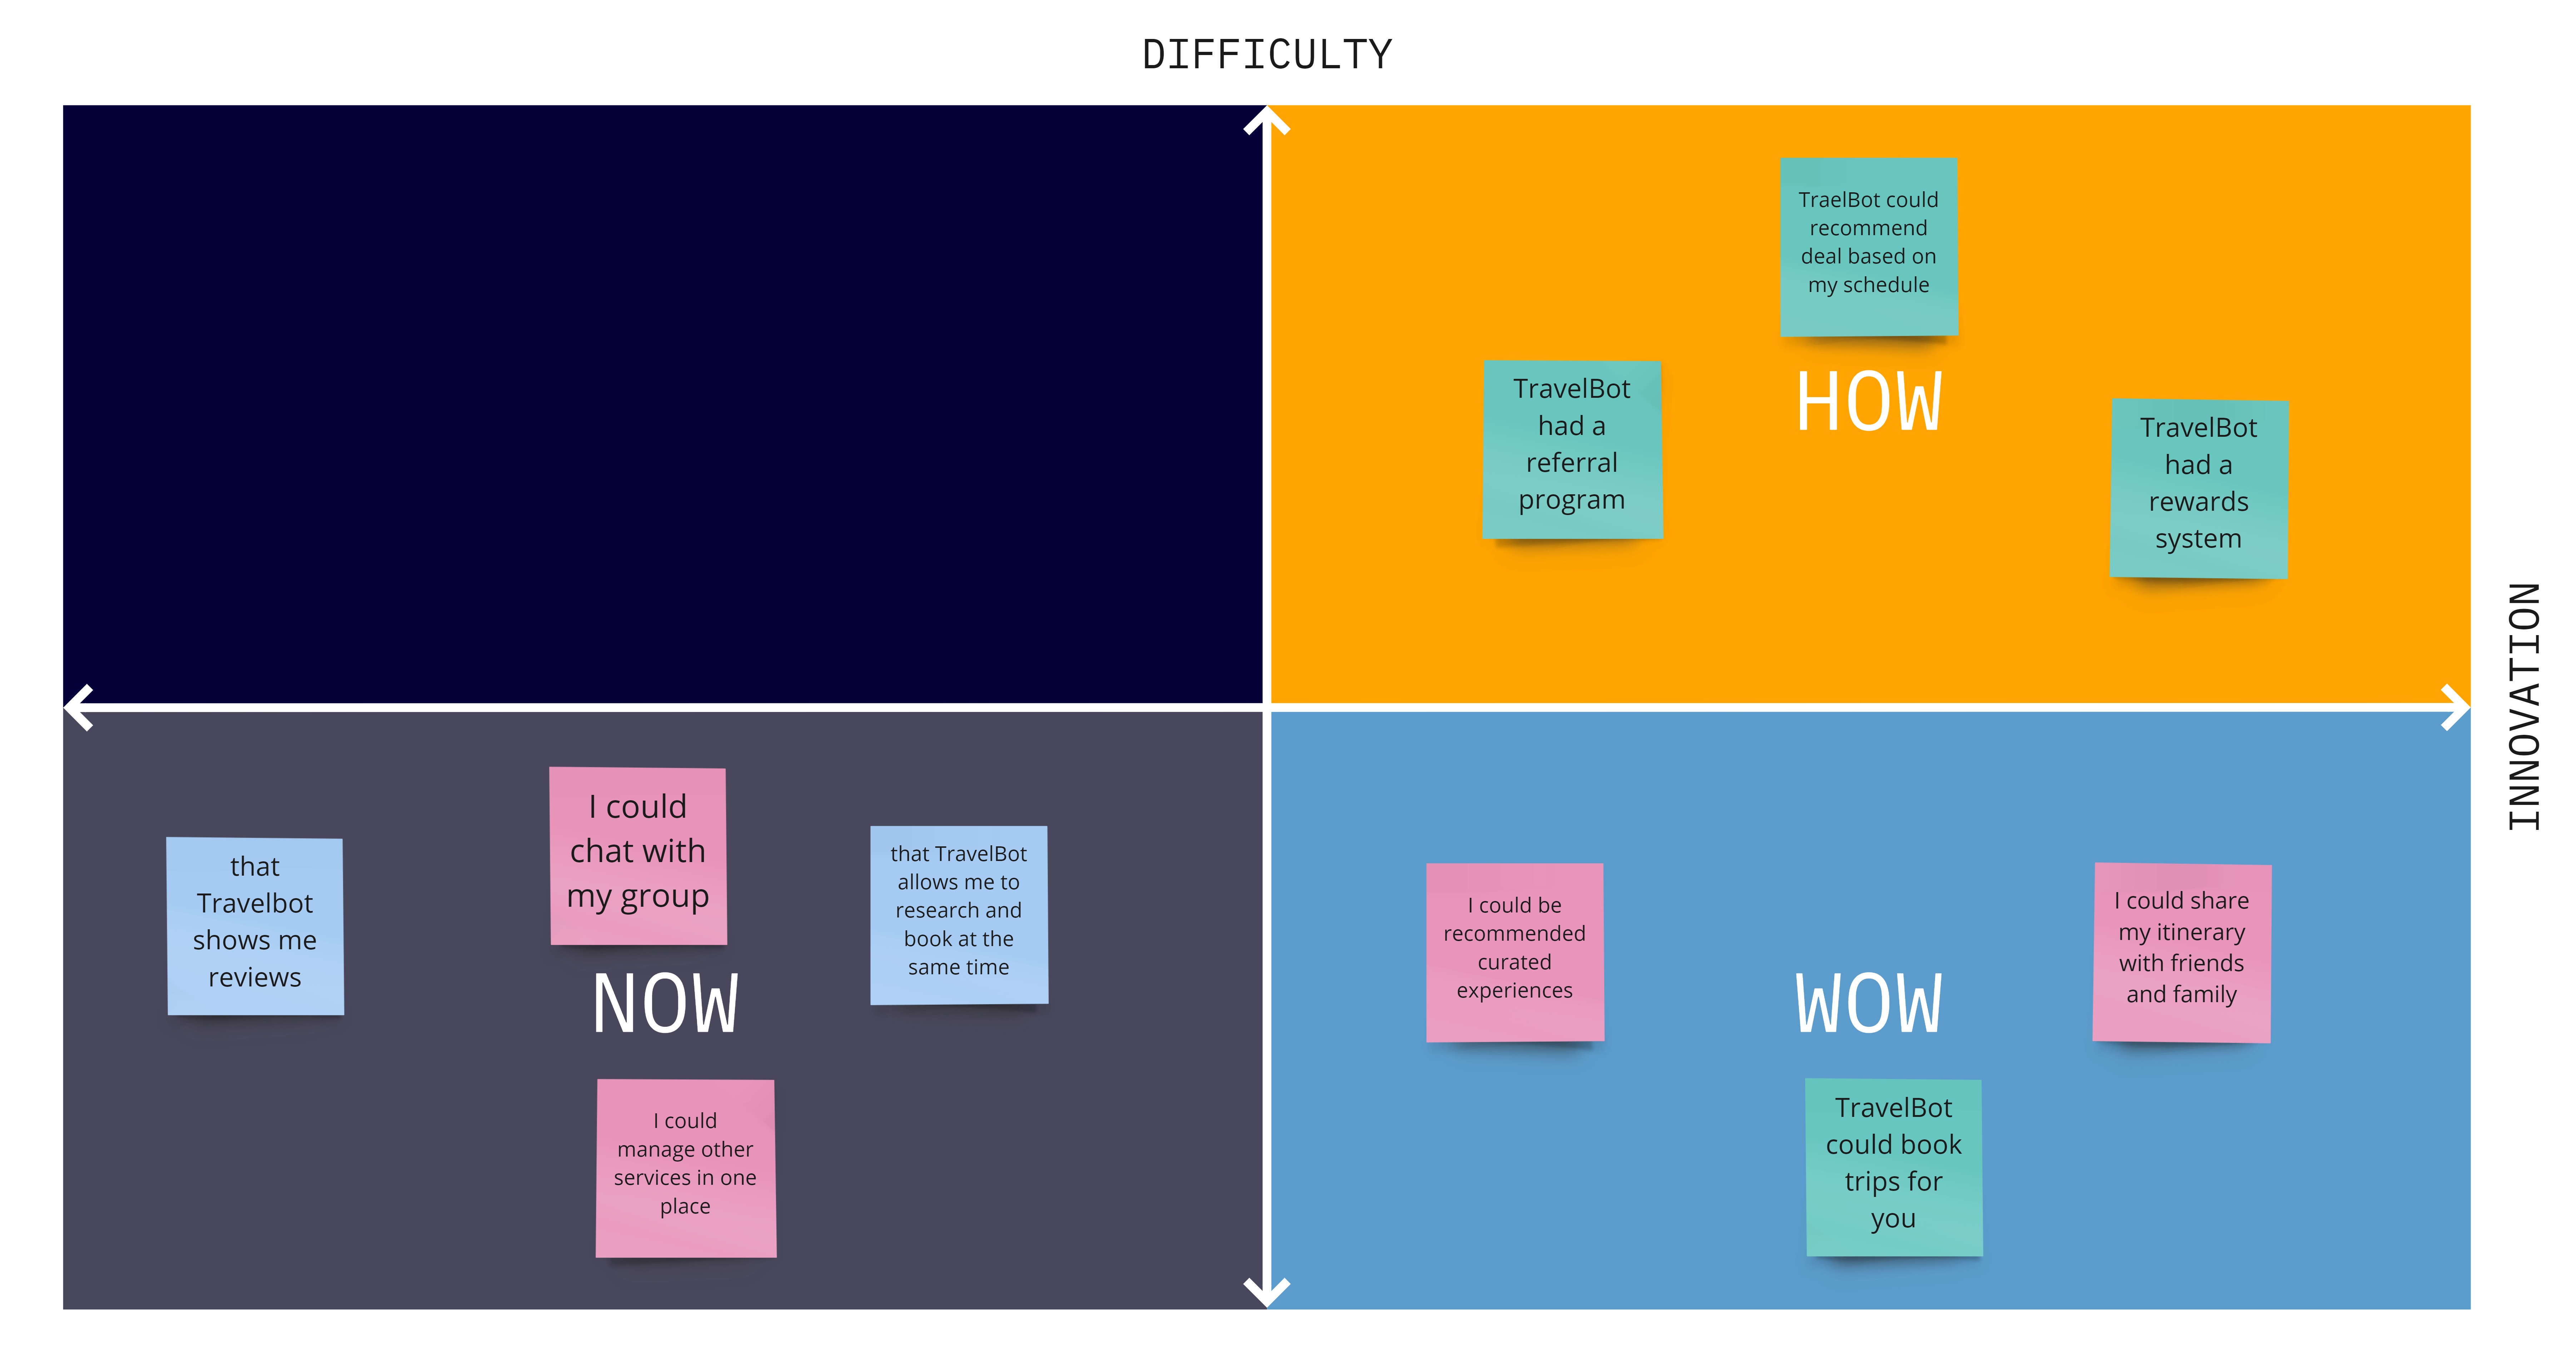 DIFFICULTY
TraelBot could
recommend
deal based on
my schedule
TravelBot
had a
referral
program
HOW
TravelBot
had a
rewards
system
INNOVATION
that
Travelbot
shows me
reviews
I could
chat with
my group
that TravelBot
allows me to
research and
book at the
same time
NOW
I could
manage other
services in one
place
I could be
recommended
curated
experiences
WOW
I could share
my itinerary
with friends
and family
TravelBot
could book
trips for
you